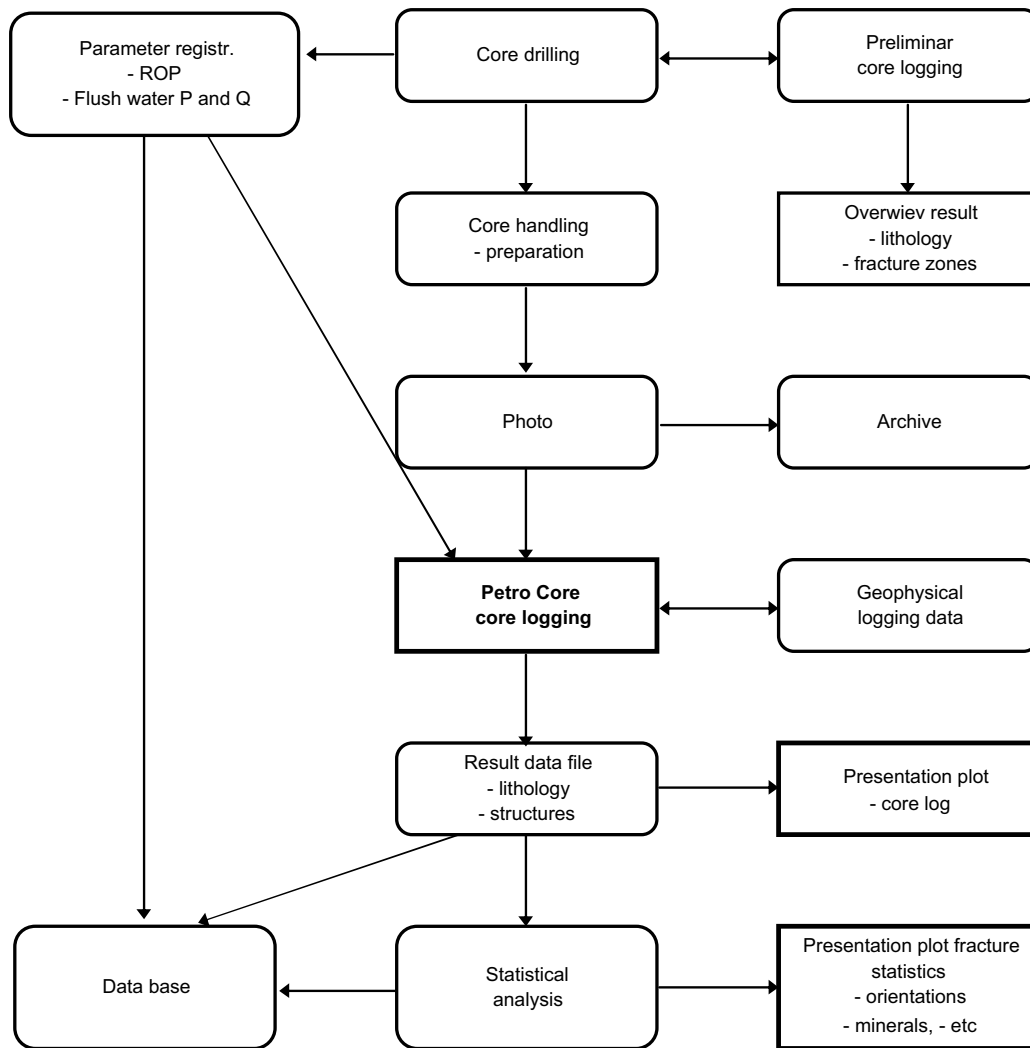 Parameter registr.
- ROP
- Flush water P and Q
Core drilling
Preliminar
core logging
Core handling
- preparation
Overwiev result
- lithology
- fracture zones
Photo
Archive
Petro Core
core logging
Geophysical
logging data
Result data file
- lithology
- structures
Presentation plot
- core log
Data base
Statistical
analysis
Presentation plot fracture
statistics
- orientations
- minerals, - etc